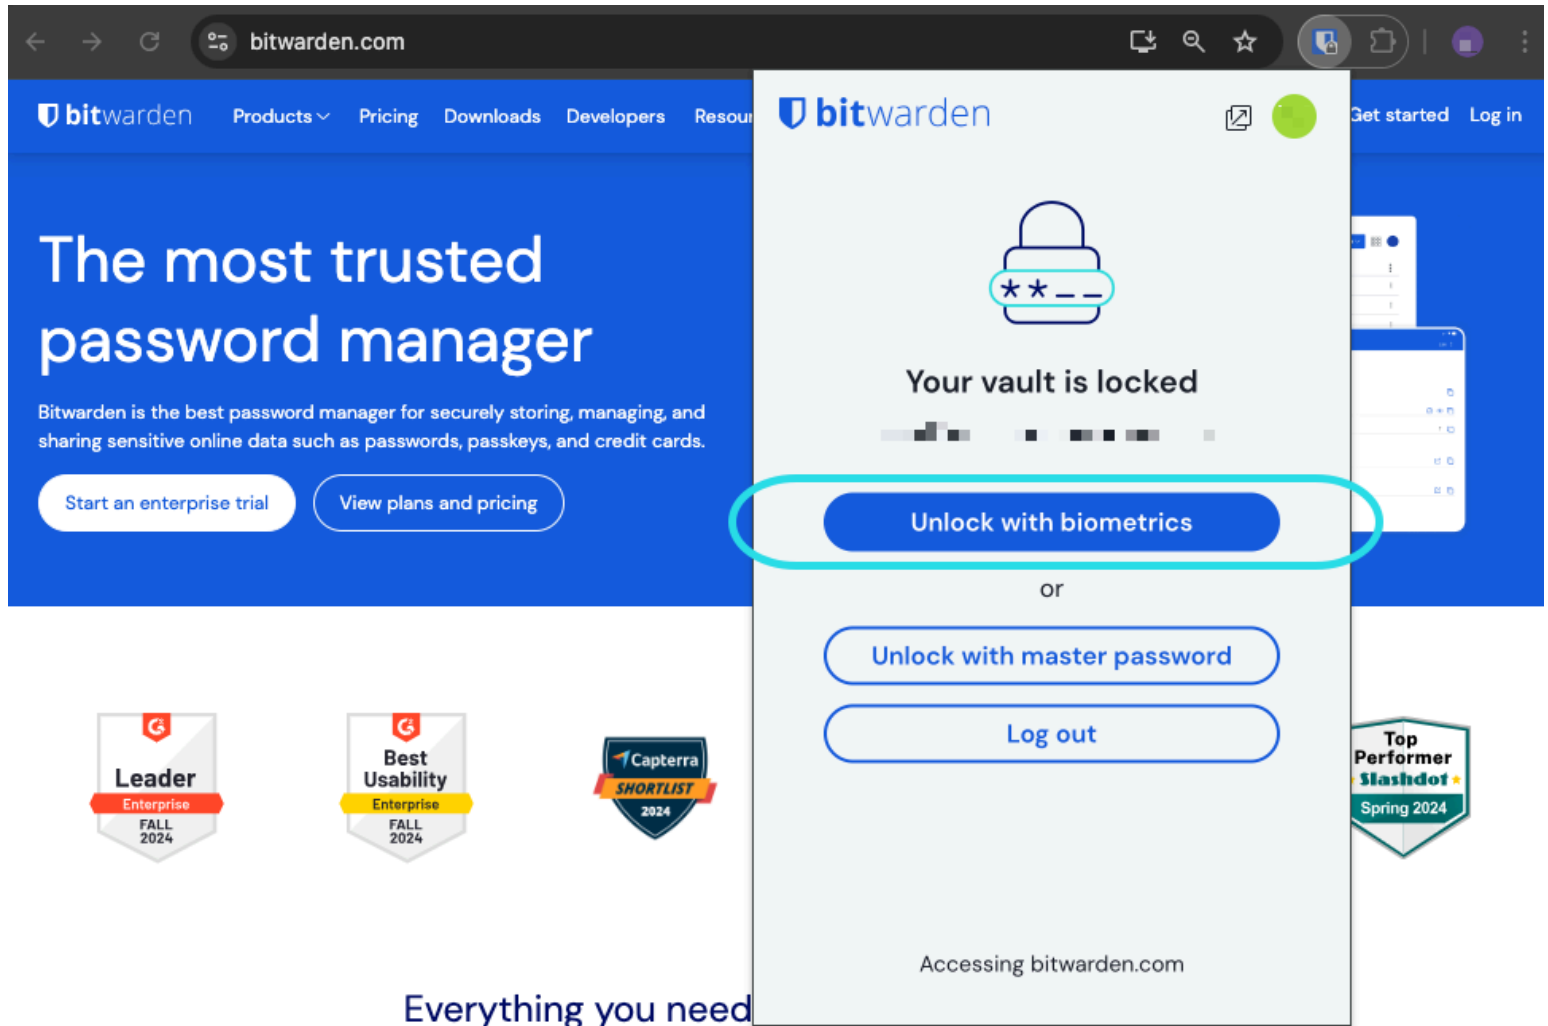 bitwarden.com
bitwarden
Products
Pricing
Downloads
Developers
Get started
Log in
The most trusted
password manager
Bitwarden is the best password manager for securely storing, managing, and
sharing sensitive online data such as passwords, passkeys, and credit cards.
Start an enterprise trial
View plans and pricing
bitwarden
**__
Your vault is locked
Unlock with biometrics
or
Unlock with master password
Log out
Accessing bitwarden.com
G2
Leader
Enterprise
FALL
2024
G2
Best
Usability
Enterprise
FALL
2024
Capterra
SHORTLIST
2024
Top
Performer
Slashdot
Spring 2024
Everything you need